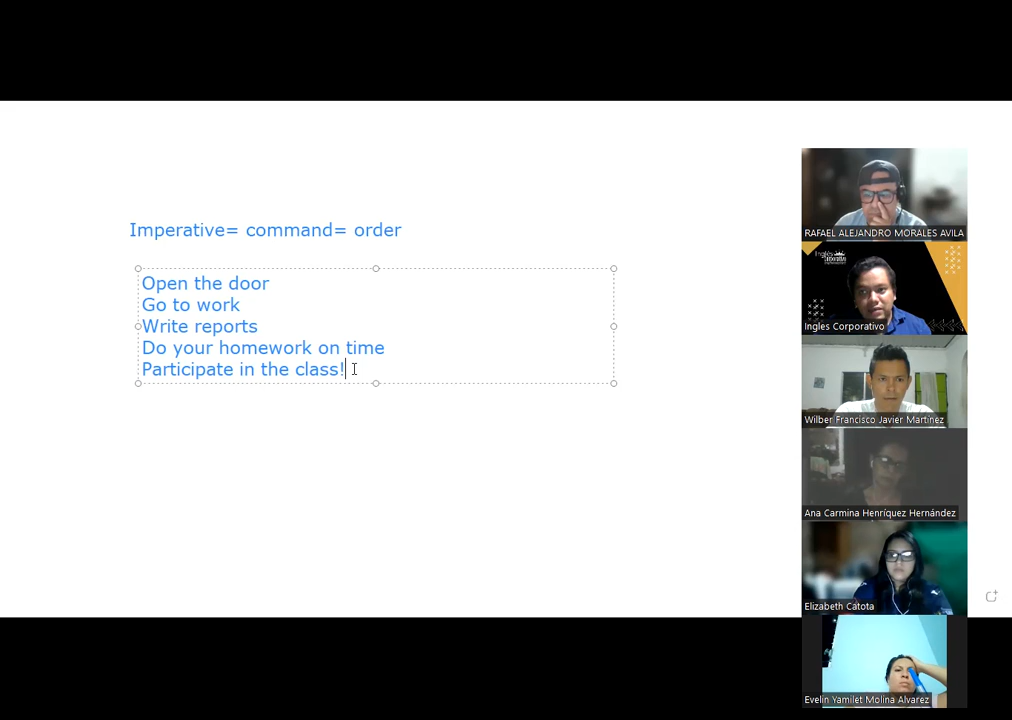 Imperative= command= order
Open the door
Go to work
Write reports
Do your homework on time
Participate in the class!
RAFAEL ALEJANDRO MORALES AVILA
Inglés
Ingles Corporativo
Wilber Francisco Javier Martínez
Ana Carmina Henríquez Hernández
Elizabeth Catota
Evelin Yamilet Molina Alvarez